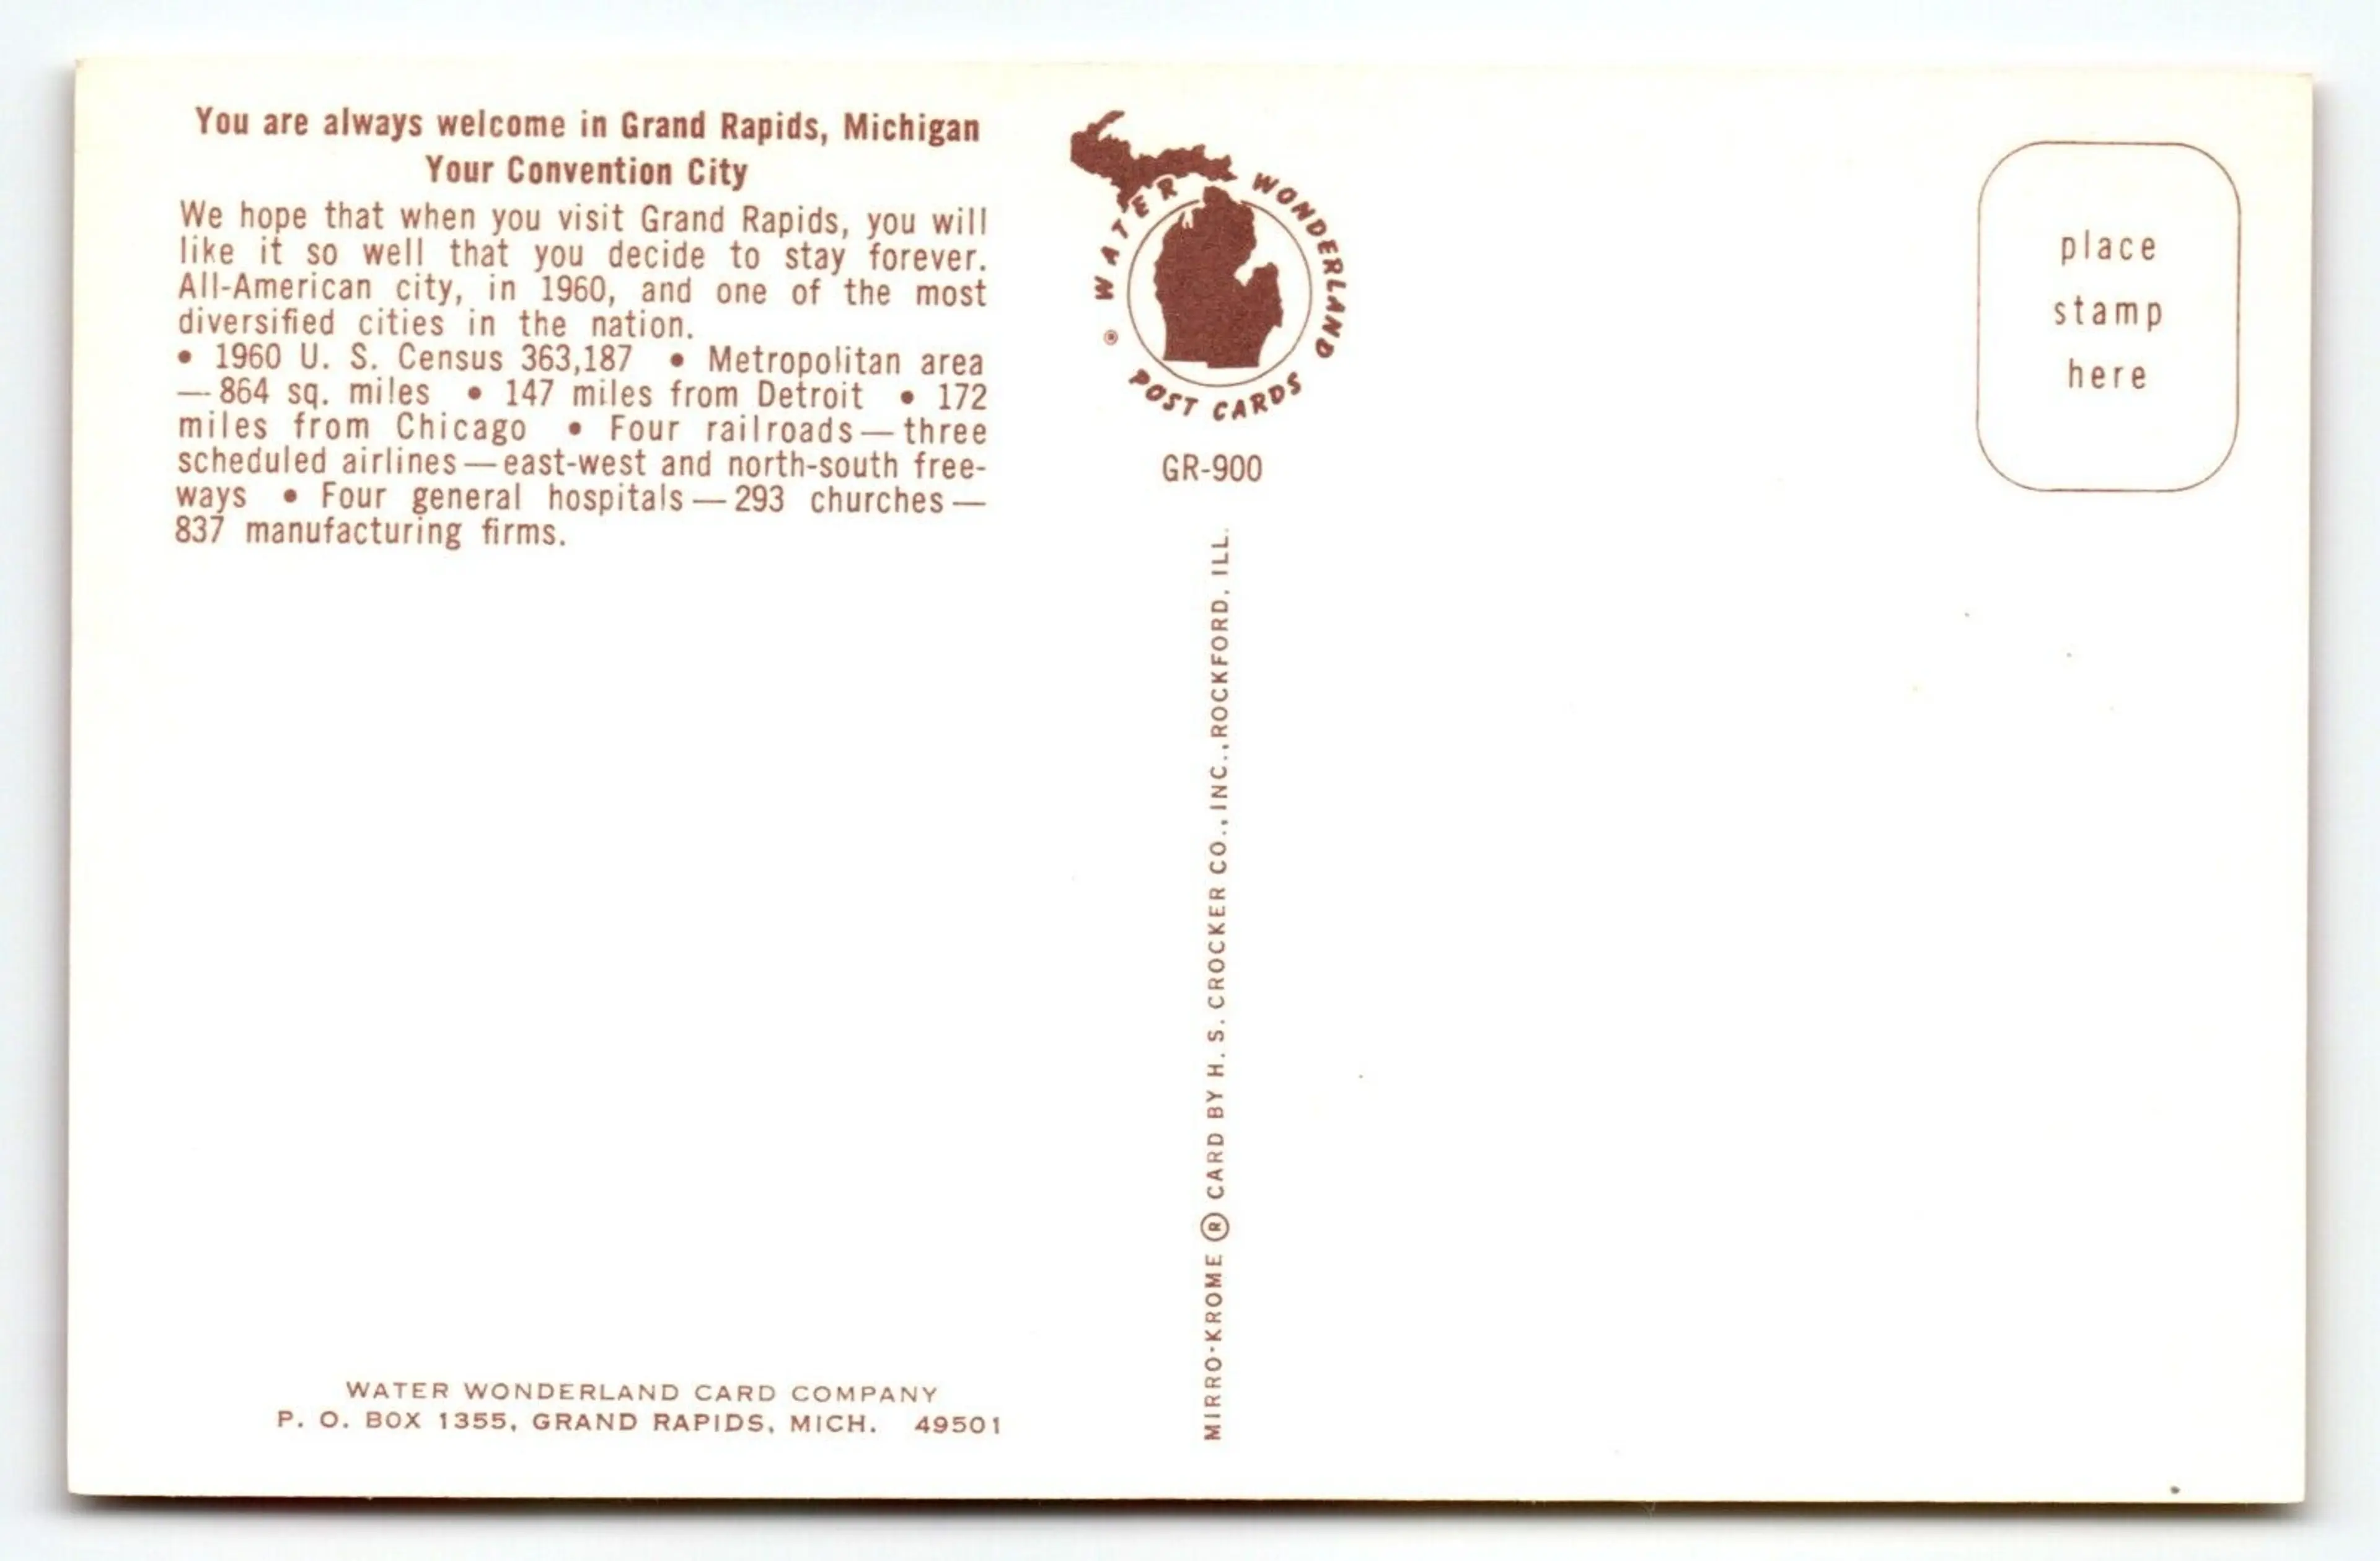 You are always welcome in Grand Rapids, Michigan
Your Convention City
We hope that when you visit Grand Rapids, you will
like it so well that you decide to stay forever.
All-American city, in 1960, and one of the most
diversified cities in the nation.
• 1960 U. S. Census 363,187 • Metropolitan area
— 864 sq. miles • 147 miles from Detroit • 172
miles from Chicago • Four railroads — three
scheduled airlines — east-west and north-south free-
ways • Four general hospitals — 293 churches —
837 manufacturing firms.
WATER WONDERLAND
POST CARDS
®
GR-900
place
stamp
here
MIRRO-KROME ® CARD BY H. S. CROCKER CO., INC., ROCKFORD, ILL.
WATER WONDERLAND CARD COMPANY
P. O. BOX 1355, GRAND RAPIDS, MICH. 49501